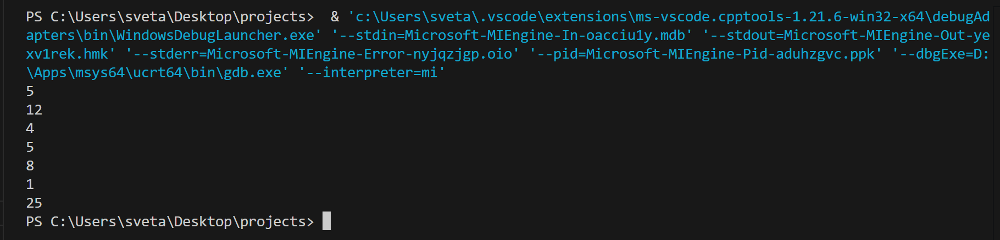 PS C:\Users\sveta\Desktop\projects>  & 'c:\Users\sveta\.vscode\extensions\ms-vscode.cpptools-1.21.6-win32-x64\debugAd
apters\bin\WindowsDebugLauncher.exe' '--stdin=Microsoft-MIEngine-In-oacciu1y.mdb' '--stdout=Microsoft-MIEngine-Out-ye
xv1rek.hmk' '--stderr=Microsoft-MIEngine-Error-nyjqzjgp.oio' '--pid=Microsoft-MIEngine-Pid-aduhzgvc.ppk' '--dbgExe=D:
\Apps\msys64\ucrt64\bin\gdb.exe' '--interpreter=mi'
5
12
4
5
8
1
25
PS C:\Users\sveta\Desktop\projects>